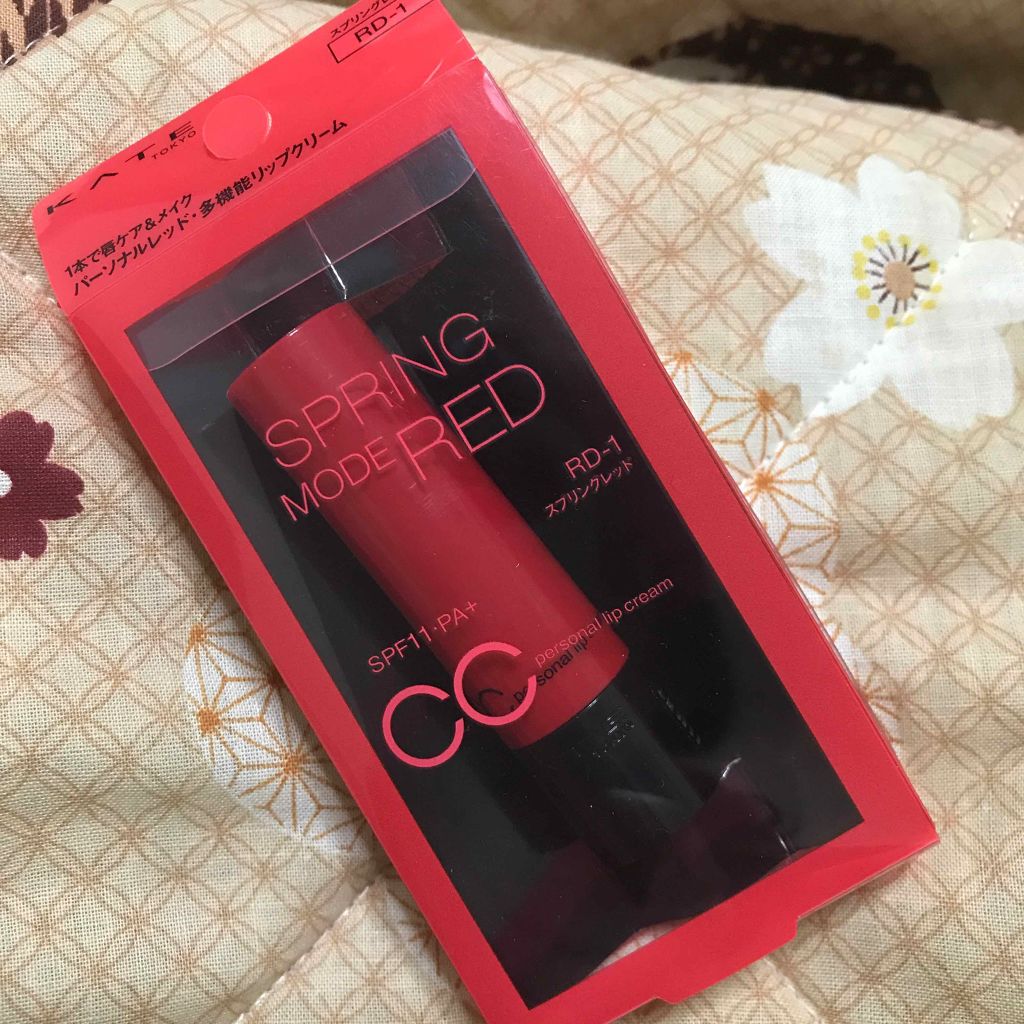 スプリングレッド
RD-1
KATE
TOKYO
1本で唇ケア&メイク
パーソナルレッド・多機能リップクリーム
SPRING
MODE RED
RD-1
スプリングレッド
SPF11・PA+
CC personal lip cream